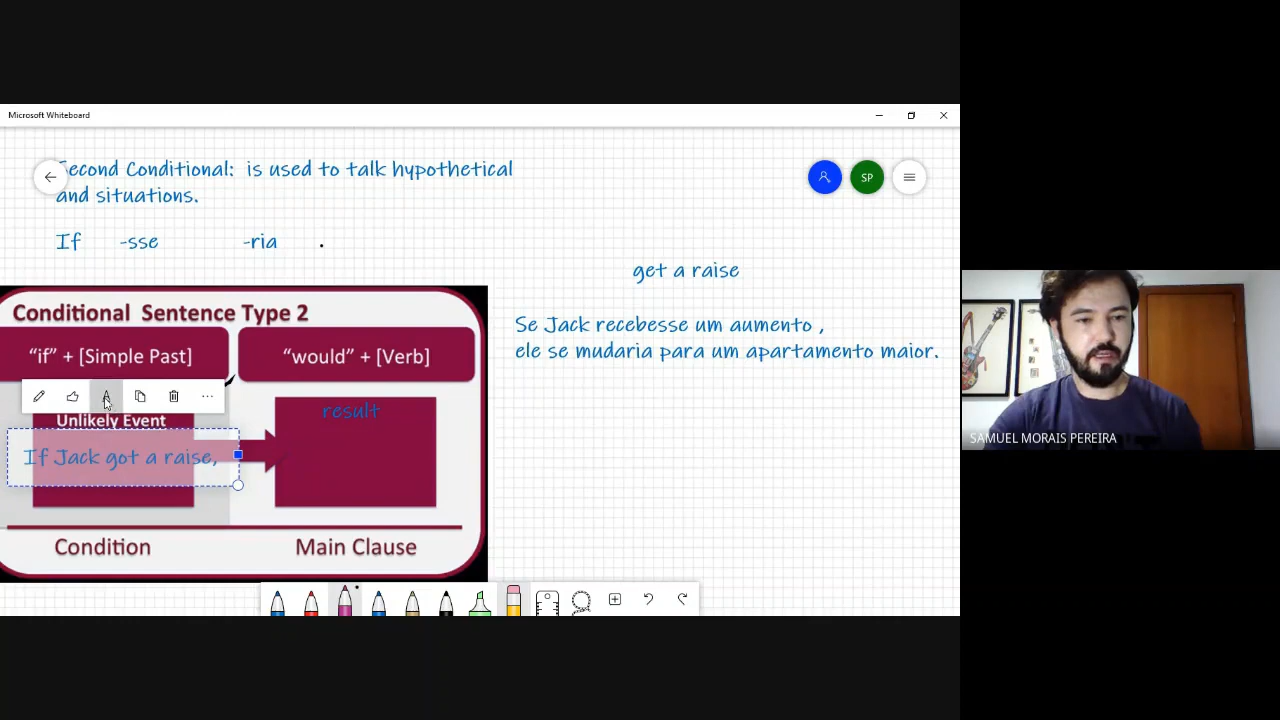 Microsoft Whiteboard
Second Conditional: is used to talk hypothetical
and situations.
SP
If -sse -ria .
get a raise
Conditional Sentence Type 2
Se Jack recebesse um aumento ,
ele se mudaria para um apartamento maior.
“if” + [Simple Past]
“would” + [Verb]
result
Unlikely Event
If Jack got a raise,
SAMUEL MORAIS PEREIRA
Condition
Main Clause